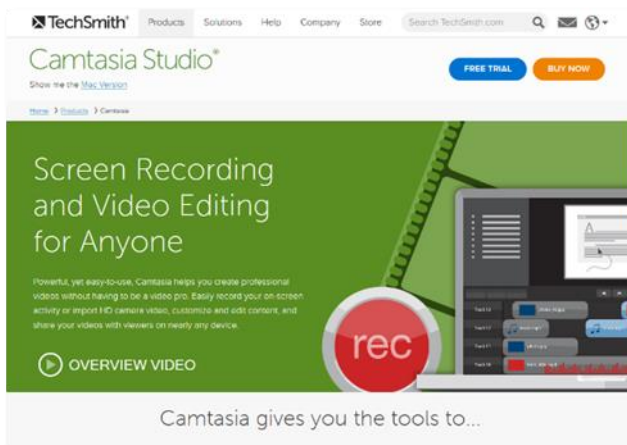 TechSmith®
Products Solutions Help Company Store Search TechSmith.com
Camtasia Studio®
Show me the Mac Version
FREE TRIAL
BUY NOW
Home > Products > Camtasia
Screen Recording
and Video Editing
for Anyone
Powerful, yet easy-to-use, Camtasia helps you create professional
videos without having to be a video pro. Easily record your on-screen
activity or import HD camera video, customize and edit content, and
share your videos with viewers on nearly any device.
rec
OVERVIEW VIDEO
Camtasia gives you the tools to...